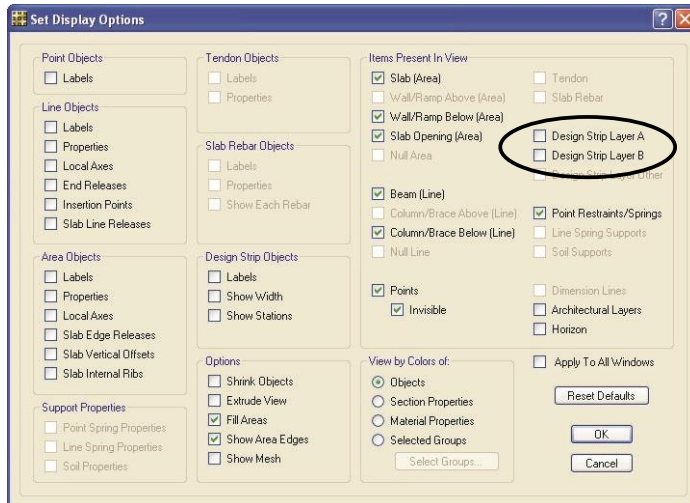 Set Display Options
Point Objects
Labels
Line Objects
Labels
Properties
Local Axes
End Releases
Insertion Points
Slab Line Releases
Area Objects
Labels
Properties
Local Axes
Slab Edge Releases
Slab Vertical Offsets
Slab Internal Ribs
Support Properties
Point Spring Properties
Line Spring Properties
Soil Properties
Tendon Objects
Labels
Properties
Slab Rebar Objects
Labels
Properties
Show Each Rebar
Design Strip Objects
Labels
Show Width
Show Stations
Options
Shrink Objects
Extrude View
Fill Areas
Show Area Edges
Show Mesh
Items Present In View
Slab (Area)
Wall/Ramp Above (Area)
Wall/Ramp Below (Area)
Slab Opening (Area)
Null Area
Beam (Line)
Column/Brace Above (Line)
Column/Brace Below (Line)
Null Line
Points
Invisible
Tendon
Slab Rebar
Design Strip Layer A
Design Strip Layer B
Design Strip Layer Other
Point Restraints/Springs
Line Spring Supports
Soil Supports
Dimension Lines
Architectural Layers
Horizon
View by Colors of:
Objects
Section Properties
Material Properties
Selected Groups
Select Groups...
Apply To All Windows
Reset Defaults
OK
Cancel